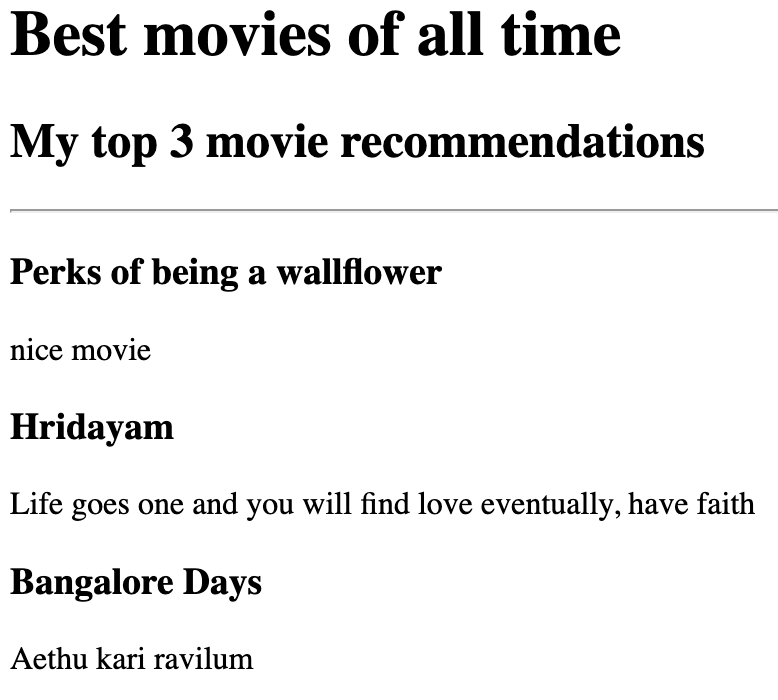 Best movies of all time
My top 3 movie recommendations
Perks of being a wallflower
nice movie
Hridayam
Life goes one and you will find love eventually, have faith
Bangalore Days
Aethu kari ravilum